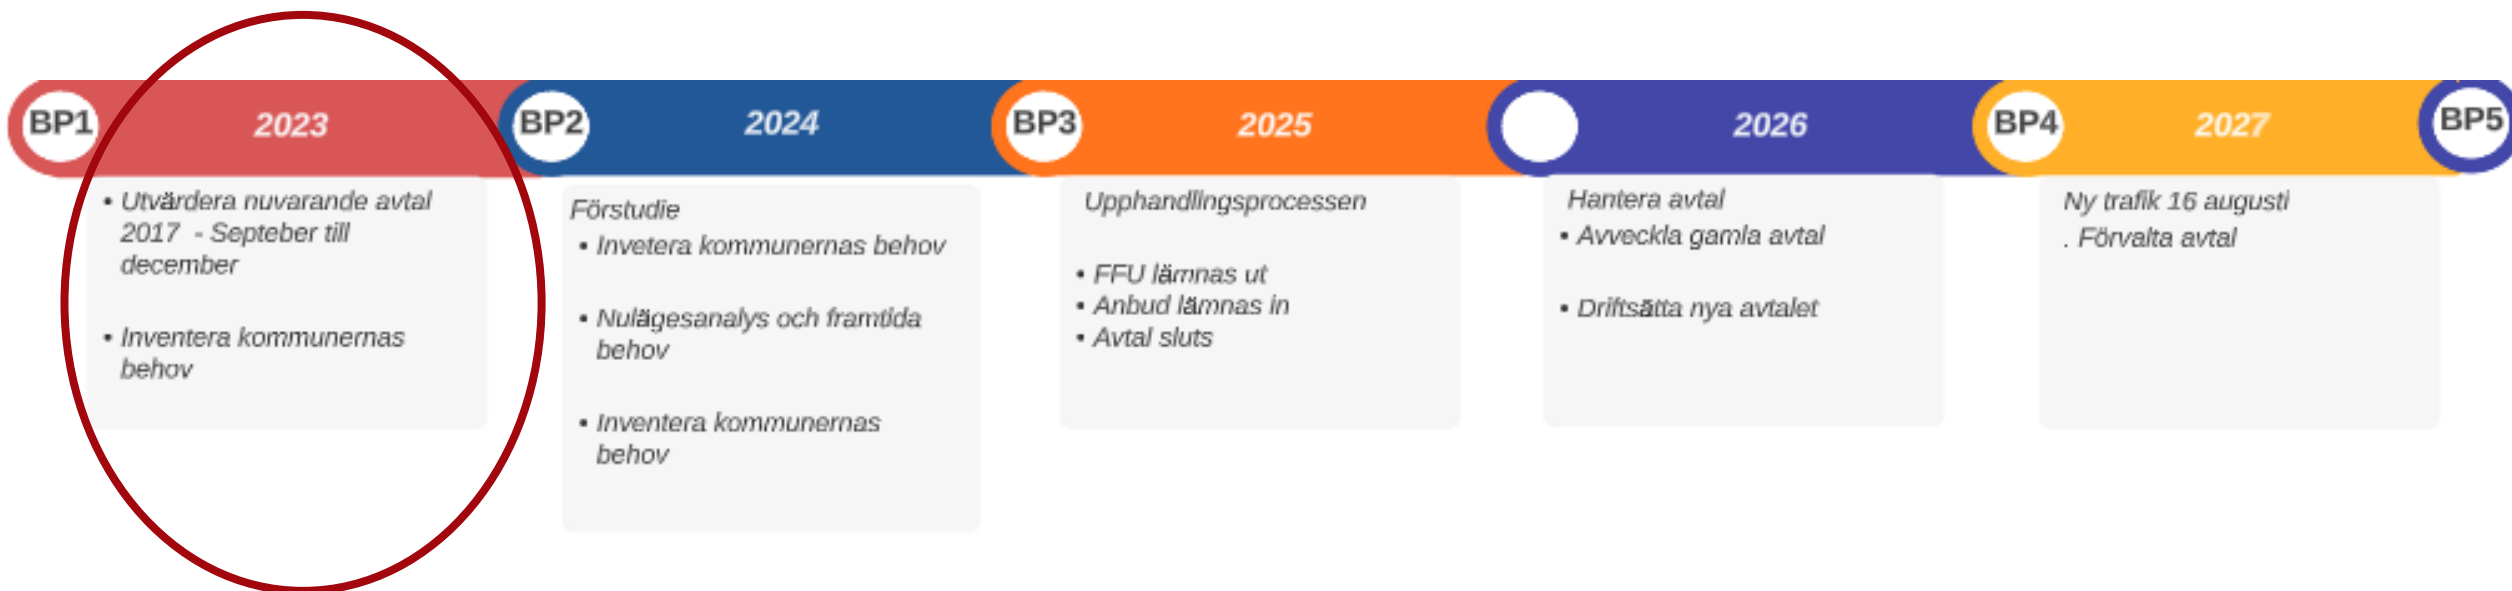 BP1
2023
BP2
2024
BP3
2025
2026
BP4
2027
BP5
• Utvärdera nuvarande avtal
2017 - Septeber till
december
• Inventera kommunernas
behov
Förstudie
• Invetera kommunernas behov
• Nulägesanalys och framtida
behov
• Inventera kommunernas
behov
Upphandlingsprocessen
• FFU lämnas ut
• Anbud lämnas in
• Avtal sluts
Hantera avtal
• Avveckla gamla avtal
• Driftsätta nya avtalet
Ny trafik 16 augusti
. Förvalta avtal